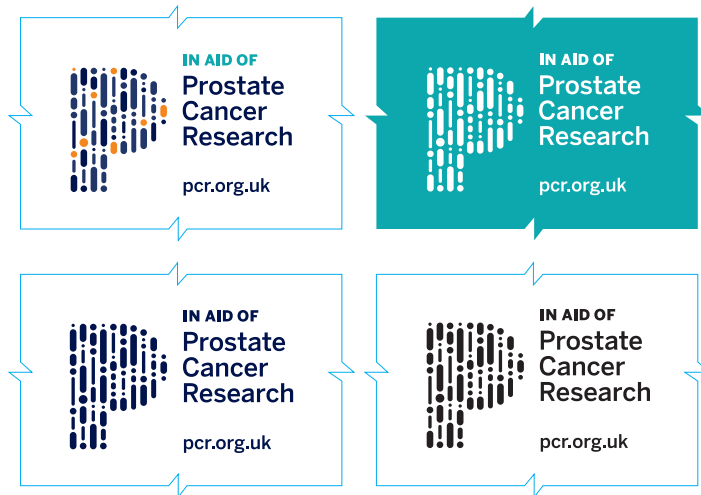 IN AID OF
Prostate
Cancer
Research
pcr.org.uk
IN AID OF
Prostate
Cancer
Research
pcr.org.uk
IN AID OF
Prostate
Cancer
Research
pcr.org.uk
IN AID OF
Prostate
Cancer
Research
pcr.org.uk